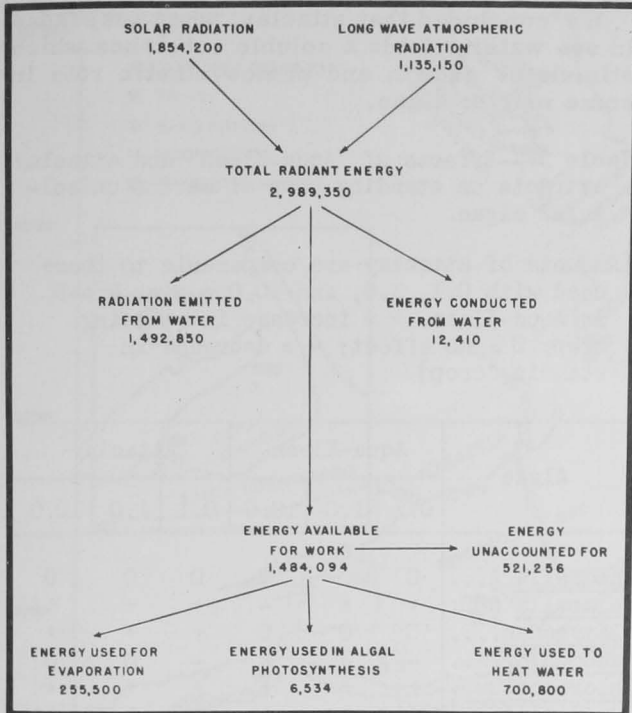 SOLAR RADIATION
1,854,200
LONG WAVE ATMOSPHERIC
RADIATION
1,135,150
TOTAL RADIANT ENERGY
2,989,350
RADIATION EMITTED
FROM WATER
1,492,850
ENERGY CONDUCTED
FROM WATER
12,410
ENERGY AVAILABLE
FOR WORK
1,484,094
ENERGY
UNACCOUNTED FOR
521,256
ENERGY USED FOR
EVAPORATION
255,500
ENERGY USED IN ALGAL
PHOTOSYNTHESIS
6,534
ENERGY USED TO
HEAT WATER
700,800